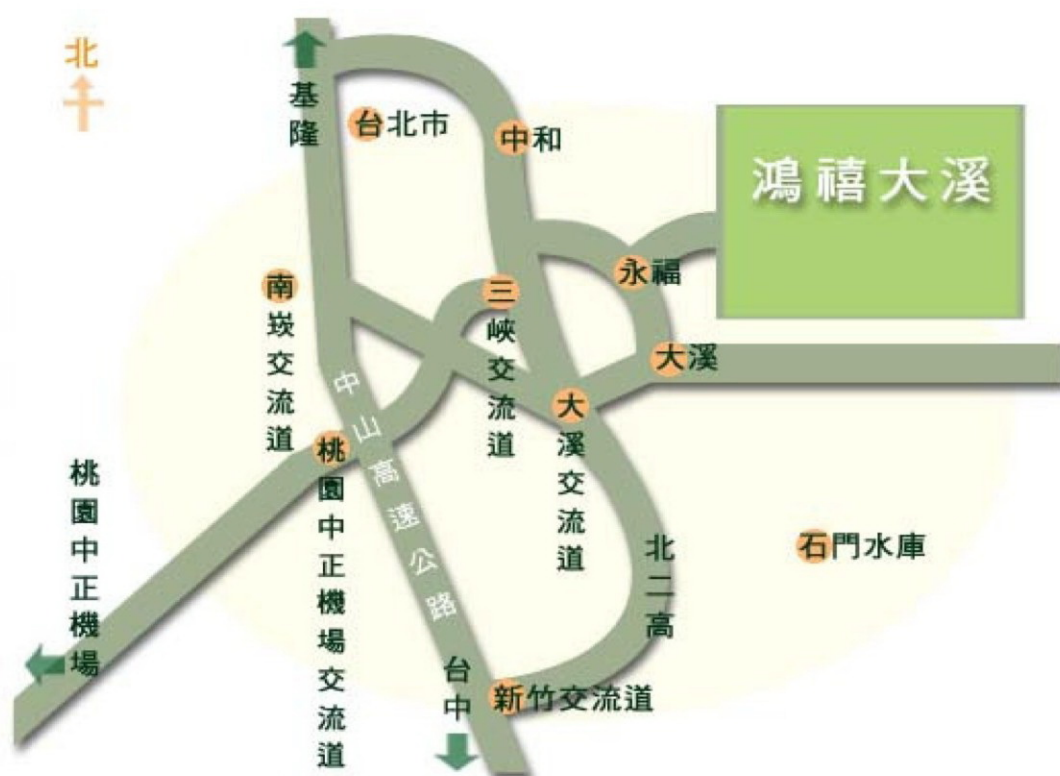 北
基隆
台北市
中和
鴻禧大溪
永福
南崁交流道
三峽交流道
大溪
大溪交流道
中山高速公路
桃園中正機場交流道
桃園中正機場
北二高
石門水庫
台中
新竹交流道